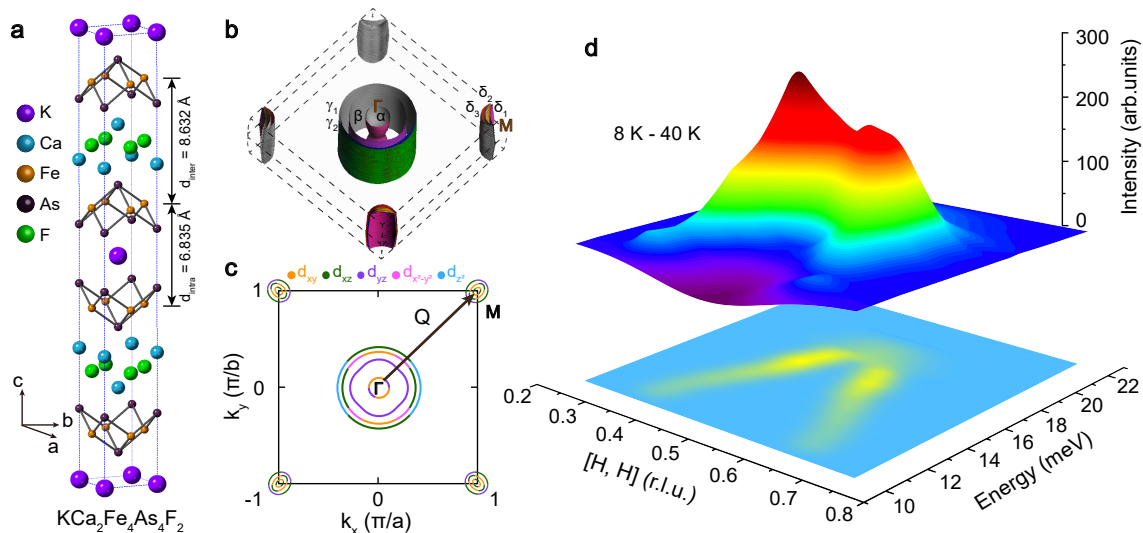 a
K
Ca
Fe
As
F
d_inter = 8.632 Å
d_intra = 6.835 Å
c
b
a
KCa₂Fe₄As₄F₂
b
γ₁
γ₂
β
Γ
α
δ₂
δ₃
δ₁
M
c
d_xy d_xz d_yz d_x²-y² d_z²
1
M
Q
k_y (π/b)
0
Γ
-1
0
1
k_x (π/a)
d
8 K - 40 K
300
200
100
0
Intensity (arb.units)
0.2
0.3
0.4
0.5
0.6
0.7
0.8
[H, H] (r.l.u.)
10
12
14
16
18
20
22
Energy (meV)